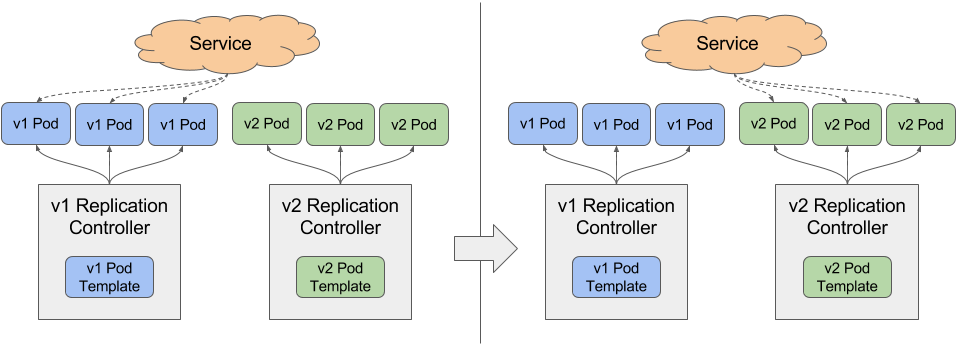 Service
v1 Pod
v1 Pod
v1 Pod
v2 Pod
v2 Pod
v2 Pod
v1 Replication
Controller
v1 Pod
Template
v2 Replication
Controller
v2 Pod
Template
Service
v1 Pod
v1 Pod
v1 Pod
v2 Pod
v2 Pod
v2 Pod
v1 Replication
Controller
v1 Pod
Template
v2 Replication
Controller
v2 Pod
Template